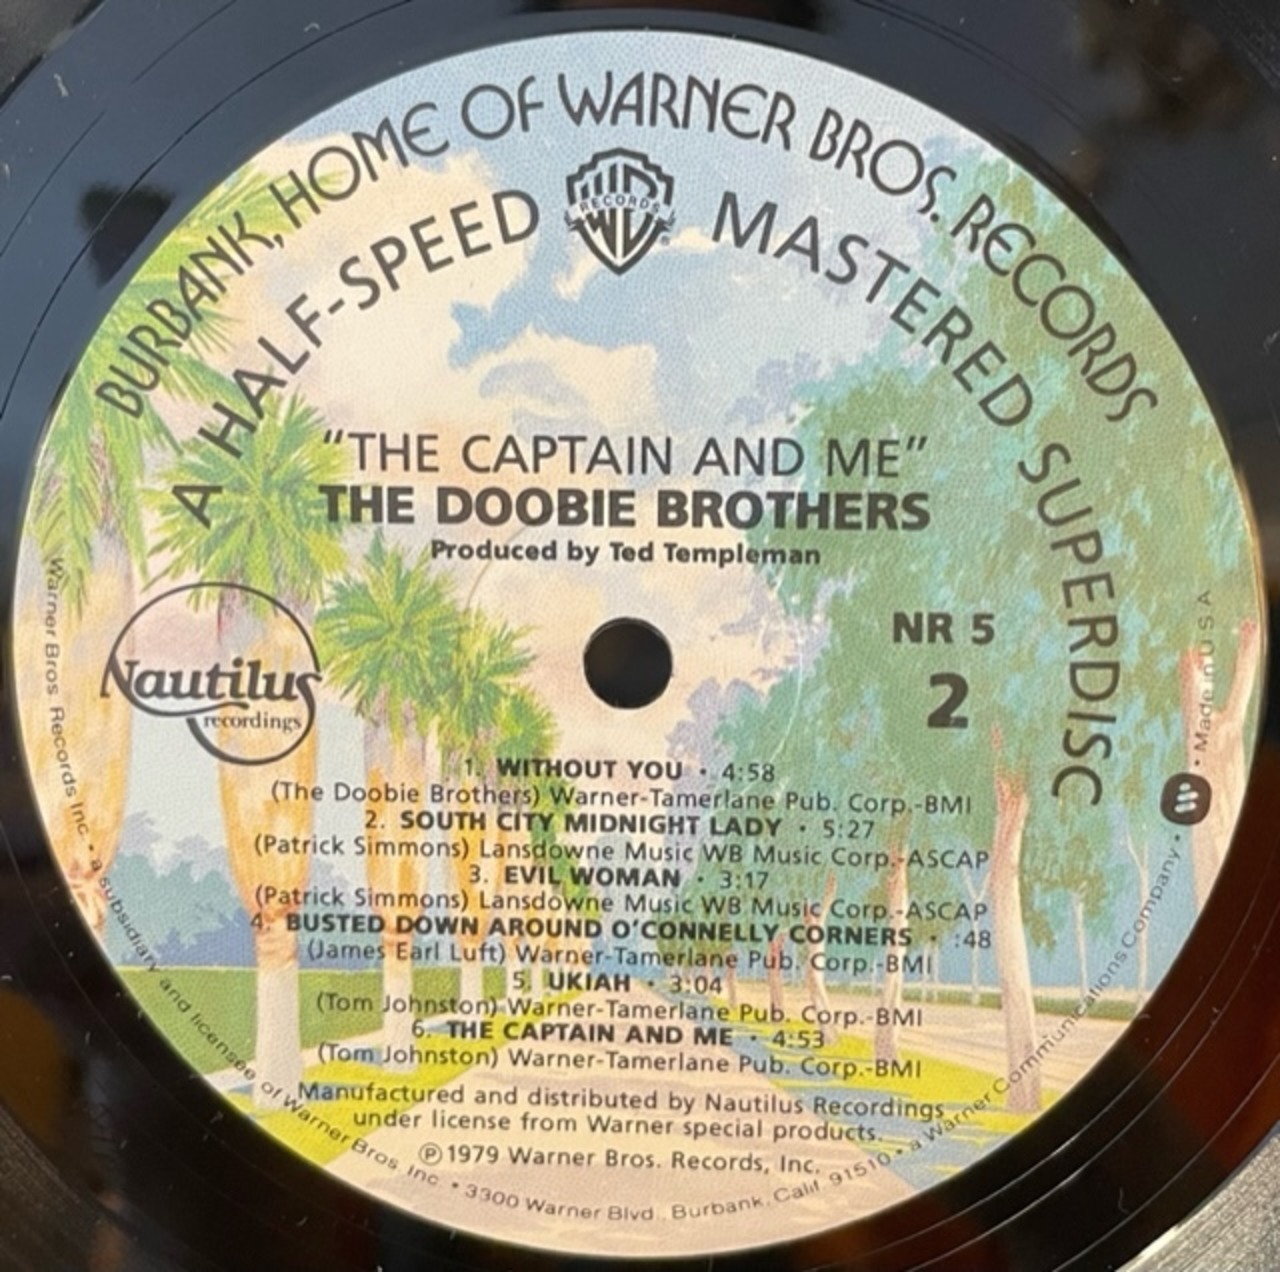 BURBANK, HOME OF WARNER BROS. RECORDS
A HALF-SPEED MASTERED SUPERDISC
RECORDS
"THE CAPTAIN AND ME"
THE DOOBIE BROTHERS
Produced by Ted Templeman
Nautilus
recordings
NR 5
2
1. WITHOUT YOU • 4:58
(The Doobie Brothers) Warner-Tamerlane Pub. Corp.-BMI
2. SOUTH CITY MIDNIGHT LADY • 5:27
(Patrick Simmons) Lansdowne Music WB Music Corp.-ASCAP
3. EVIL WOMAN • 3:17
(Patrick Simmons) Lansdowne Music WB Music Corp.-ASCAP
4. BUSTED DOWN AROUND O'CONNELLY CORNERS • :48
(James Earl Luft) Warner-Tamerlane Pub. Corp.-BMI
5. UKIAH • 3:04
(Tom Johnston) Warner-Tamerlane Pub. Corp.-BMI
6. THE CAPTAIN AND ME • 4:53
(Tom Johnston) Warner-Tamerlane Pub. Corp.-BMI
Manufactured and distributed by Nautilus Recordings
under license from Warner special products.
℗1979 Warner Bros. Records, Inc.
Warner Bros Records Inc. • a subsidiary and licensee of Warner Bros. Inc. • 3300 Warner Blvd., Burbank, Calif. 91510 • a Warner Communications Company • Made in U S A